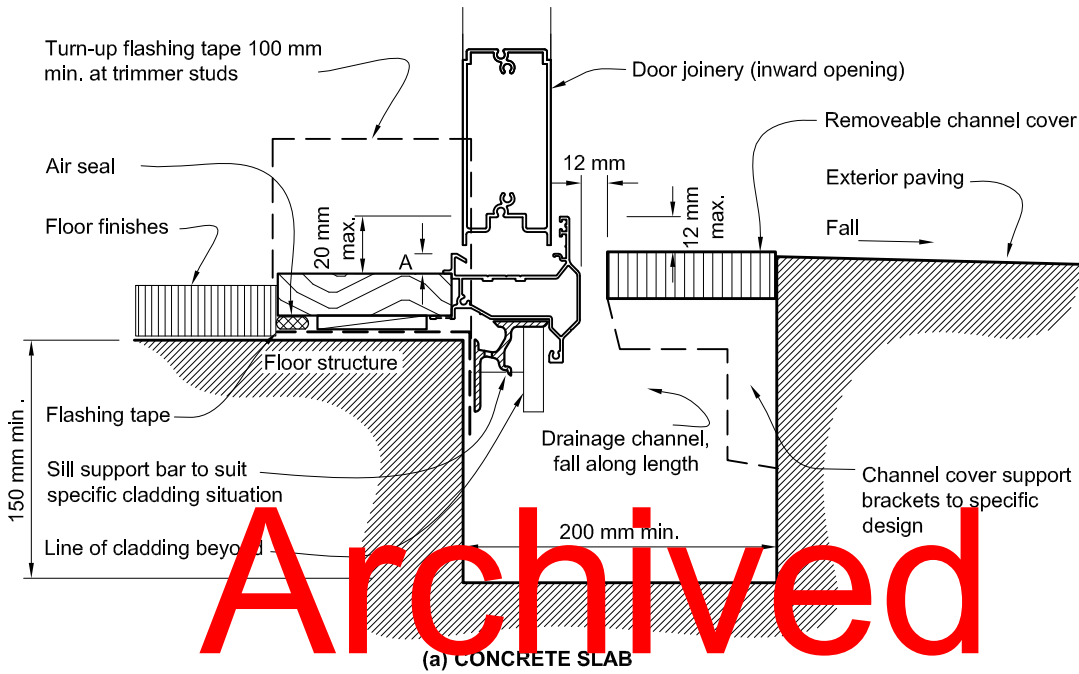 Turn-up flashing tape 100 mm
min. at trimmer studs
Door joinery (inward opening)
Removeable channel cover
Air seal
12 mm
Exterior paving
Floor finishes
20 mm
max.
A
12 mm
max.
Fall
Floor structure
150 mm min .
Flashing tape
Drainage channel,
fall along length
Sill support bar to suit
specific cladding situation
Channel cover support
brackets to specific
design
Line of cladding beyond
200 mm min.
Archived
(a) CONCRETE SLAB